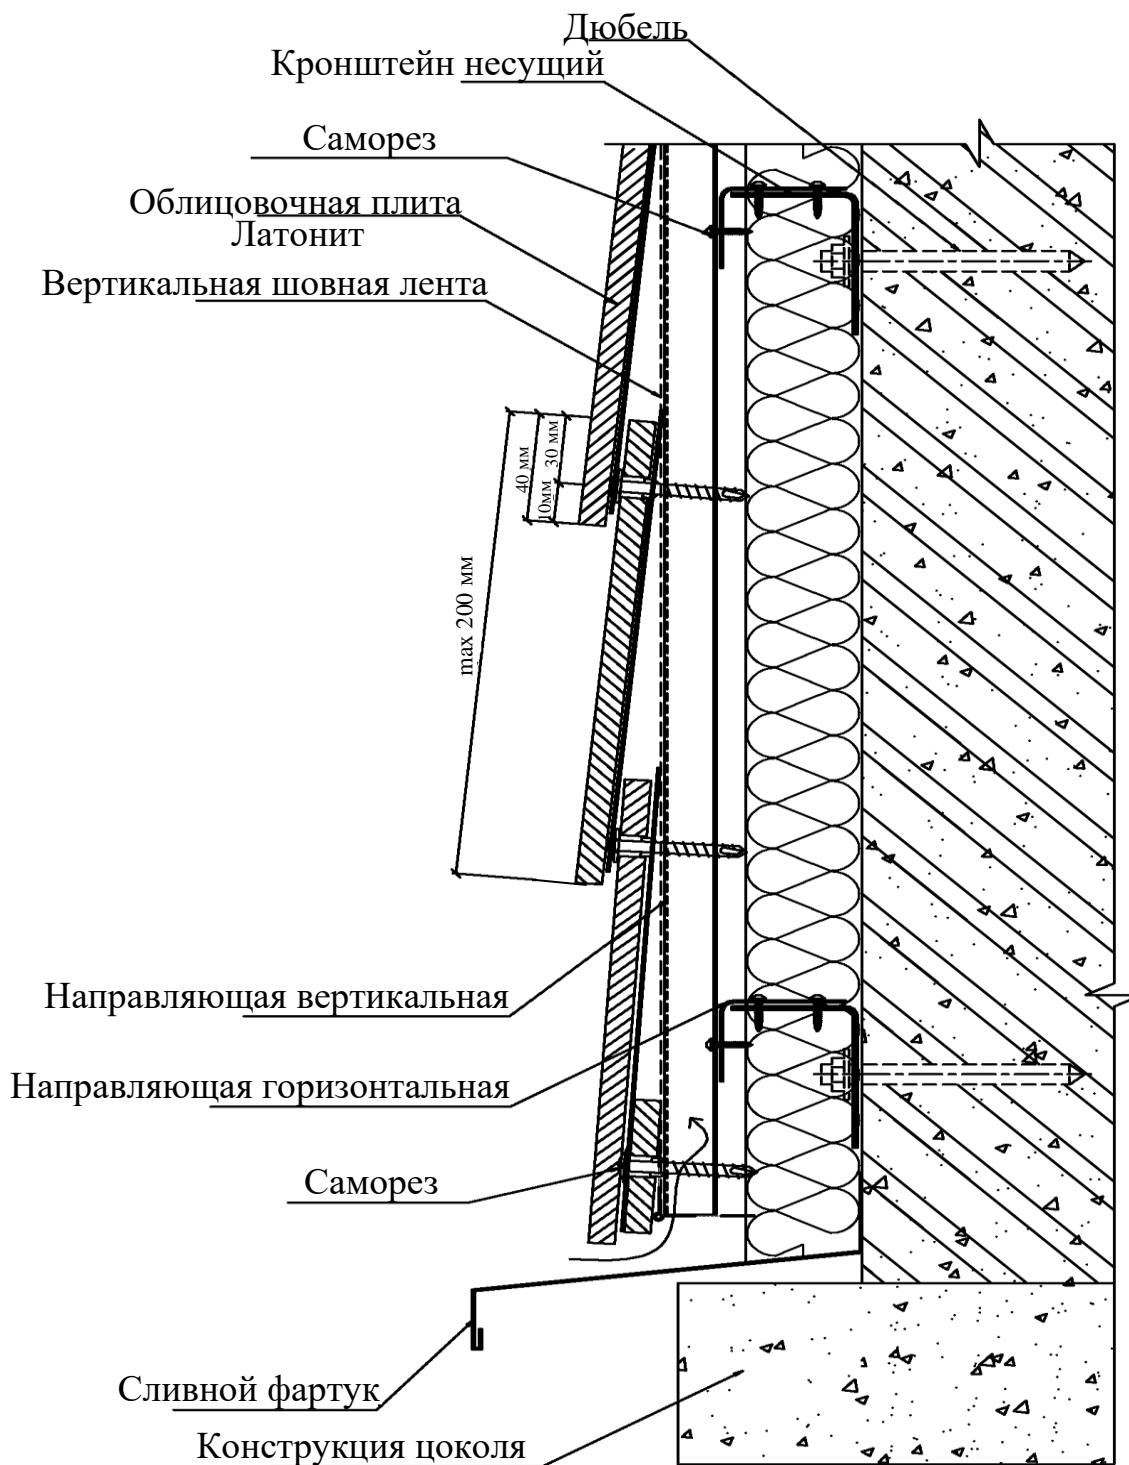 Дюбель
Кронштейн несущий
Саморез
Облицовочная плита
Латонит
Вертикальная шовная лента
30 мм
40 мм
10мм
max 200 мм
Направляющая вертикальная
Направляющая горизонтальная
Саморез
Сливной фартук
Конструкция цоколя